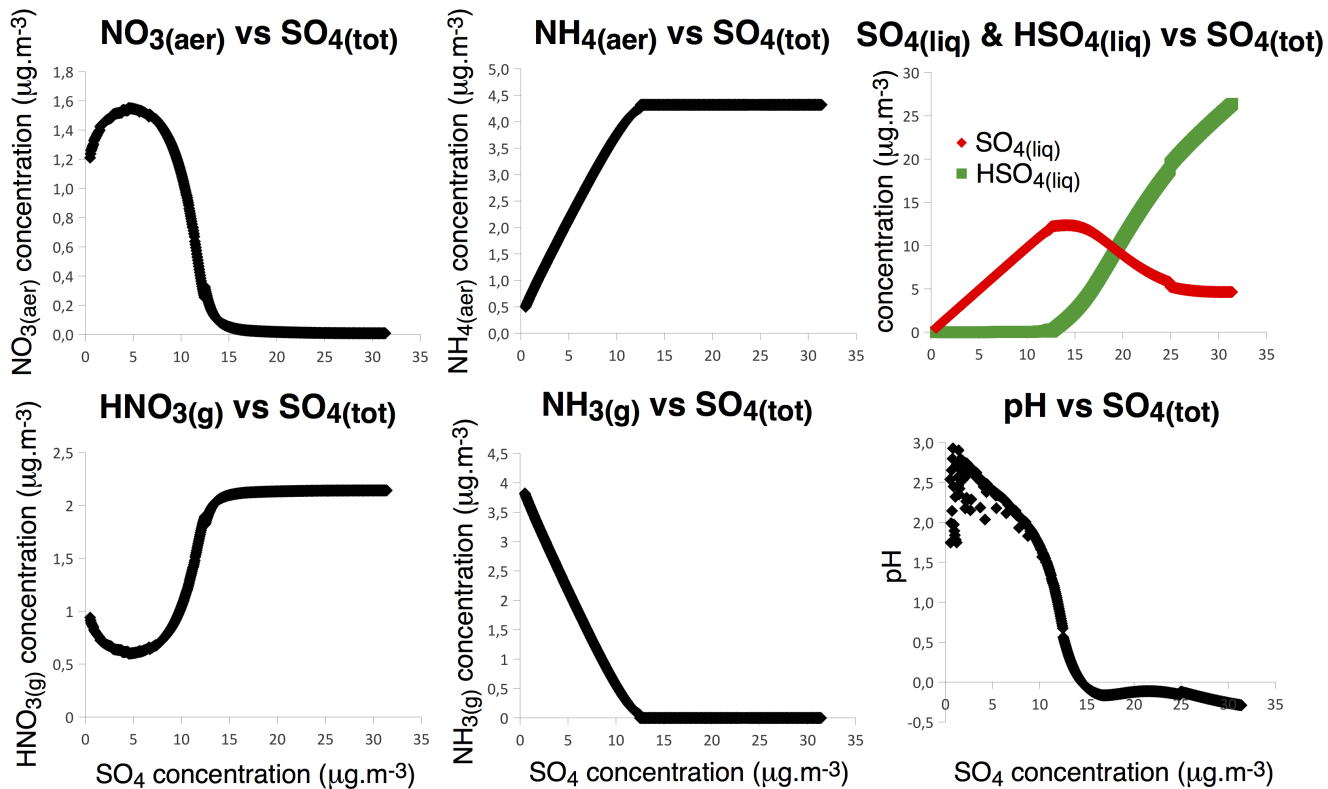 NO3(aer) vs SO4(tot)
NO3(aer) concentration (μg.m-3)
1,8
1,6
1,4
1,2
1,0
0,8
0,6
0,4
0,2
0,0
0 5 10 15 20 25 30 35
NH4(aer) vs SO4(tot)
NH4(aer) concentration (μg.m-3)
5,0
4,5
4,0
3,5
3,0
2,5
2,0
1,5
1,0
0,5
0,0
0 5 10 15 20 25 30 35
SO4(liq) & HSO4(liq) vs SO4(tot)
concentration (μg.m-3)
30
25
20
15
10
5
0
SO4(liq)
HSO4(liq)
0 5 10 15 20 25 30 35
HNO3(g) vs SO4(tot)
HNO3(g) concentration (μg.m-3)
2,5
2
1,5
1
0,5
0
0 5 10 15 20 25 30 35
SO4 concentration (μg.m-3)
NH3(g) vs SO4(tot)
NH3(g) concentration (μg.m-3)
4,5
4
3,5
3
2,5
2
1,5
1
0,5
0
0 5 10 15 20 25 30 35
SO4 concentration (μg.m-3)
pH vs SO4(tot)
pH
3,0
2,5
2,0
1,5
1,0
0,5
0,0
-0,5
0 5 10 15 20 25 30 35
SO4 concentration (μg.m-3)